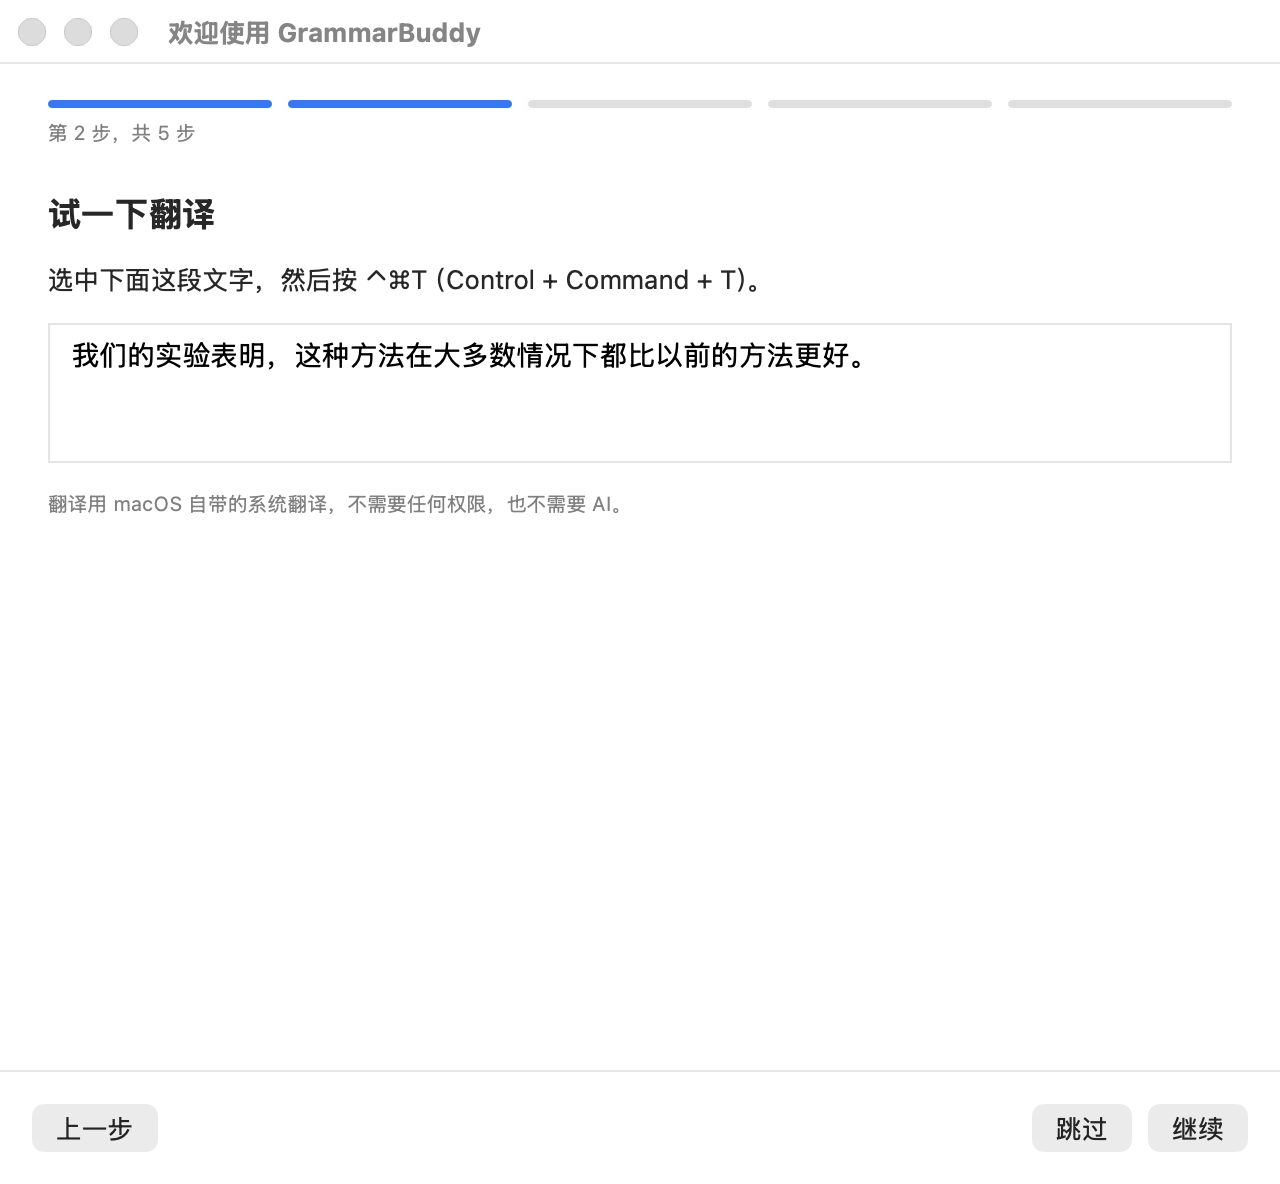 欢迎使用 GrammarBuddy
第 2 步，共 5 步
试一下翻译
选中下面这段文字，然后按 ^⌘T (Control + Command + T)。
我们的实验表明，这种方法在大多数情况下都比以前的方法更好。
翻译用 macOS 自带的系统翻译，不需要任何权限，也不需要 AI。
上一步
跳过
继续